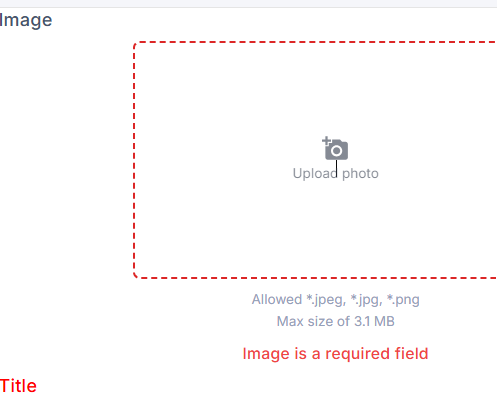 Image
Upload photo
Allowed *.jpeg, *.jpg, *.png
Max size of 3.1 MB
Image is a required field
Title